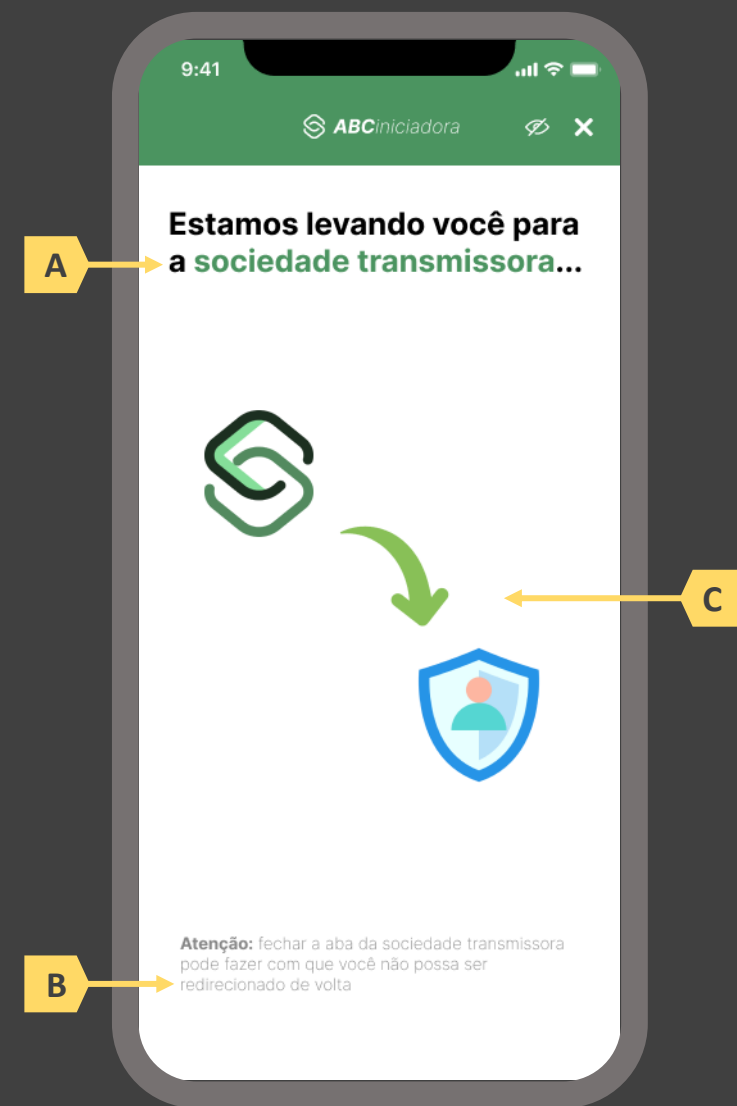 9:41
ABCiniciadora
Estamos levando você para
a sociedade transmissora...
A
C
Atenção: fechar a aba da sociedade transmissora
pode fazer com que você não possa ser
redirecionado de volta
B